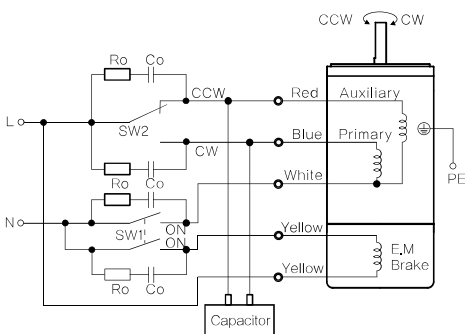 CCW CW
Ro Co
CCW
Red Auxiliary
L
SW2
Blue Primary
CW
PE
Ro Co
White
N
SW1
ON
ON
Yellow
E.M
Brake
Ro Co
Yellow
Capacitor